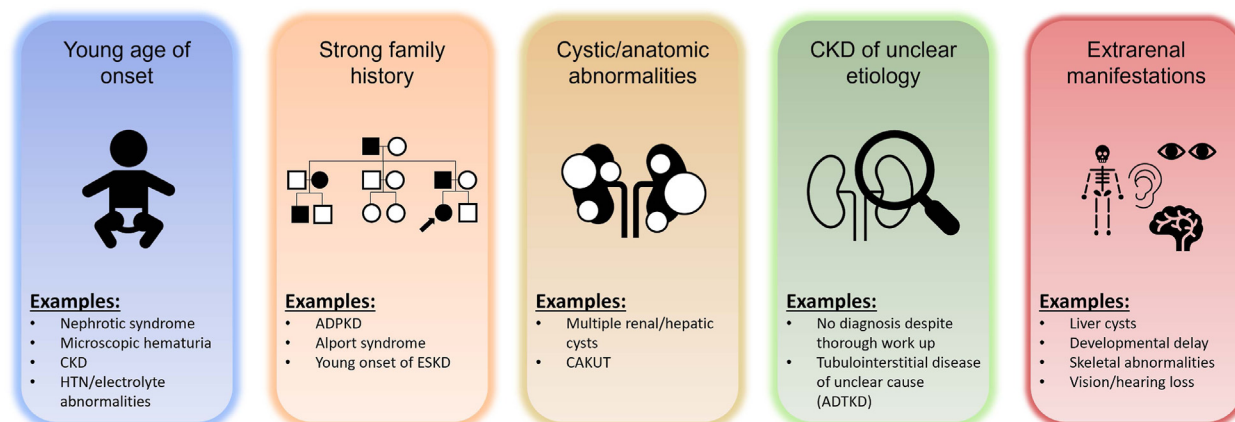 Young age of
onset
Examples:
• Nephrotic syndrome
• Microscopic hematuria
• CKD
• HTN/electrolyte
abnormalities
Strong family
history
Examples:
• ADPKD
• Alport syndrome
• Young onset of ESKD
Cystic/anatomic
abnormalities
Examples:
• Multiple renal/hepatic
cysts
• CAKUT
CKD of unclear
etiology
Examples:
• No diagnosis despite
thorough work up
• Tubulointerstitial disease
of unclear cause
(ADTKD)
Extrarenal
manifestations
Examples:
• Liver cysts
• Developmental delay
• Skeletal abnormalities
• Vision/hearing loss